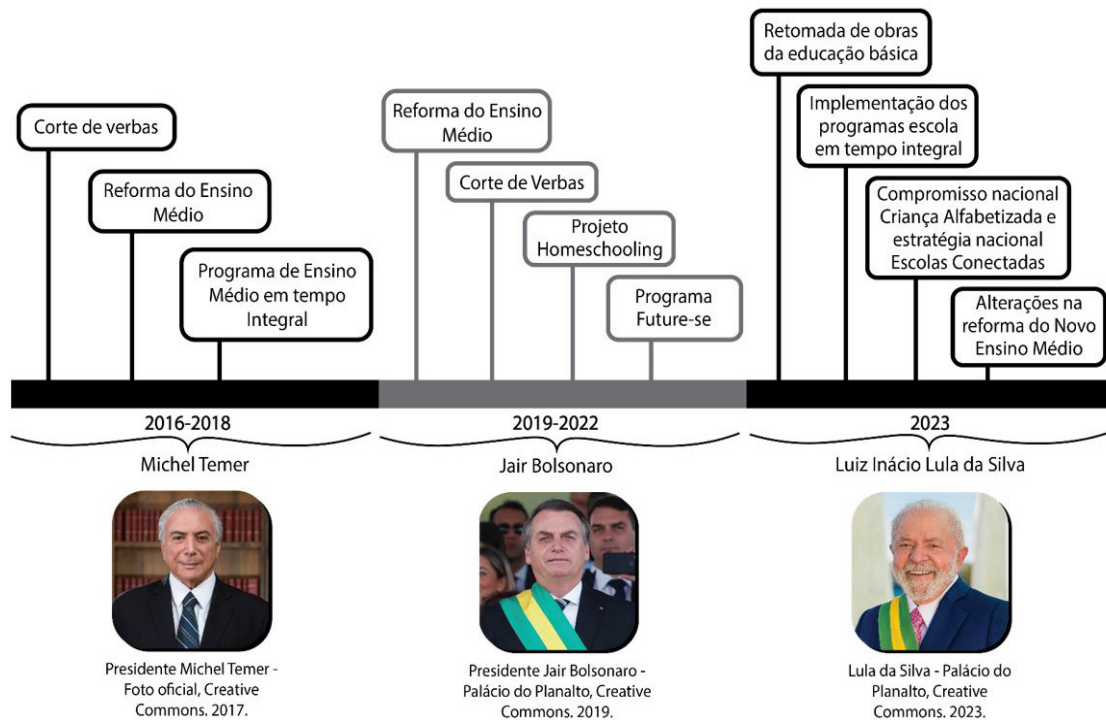 Corte de verbas
Reforma do Ensino
Médio
Programa de Ensino
Médio em tempo
Integral
2016-2018
Michel Temer
Presidente Michel Temer -
Foto oficial, Creative
Commons. 2017.
Reforma do Ensino
Médio
Corte de Verbas
Projeto
Homeschooling
Programa
Future-se
2019-2022
Jair Bolsonaro
Presidente Jair Bolsonaro -
Palácio do Planalto, Creative
Commons. 2019.
Retomada de obras
da educação básica
Implementação dos
programas escola
em tempo integral
Compromisso nacional
Criança Alfabetizada e
estratégia nacional
Escolas Conectadas
Alterações na
reforma do Novo
Ensino Médio
2023
Luiz Inácio Lula da Silva
Lula da Silva - Palácio do
Planalto, Creative
Commons. 2023.